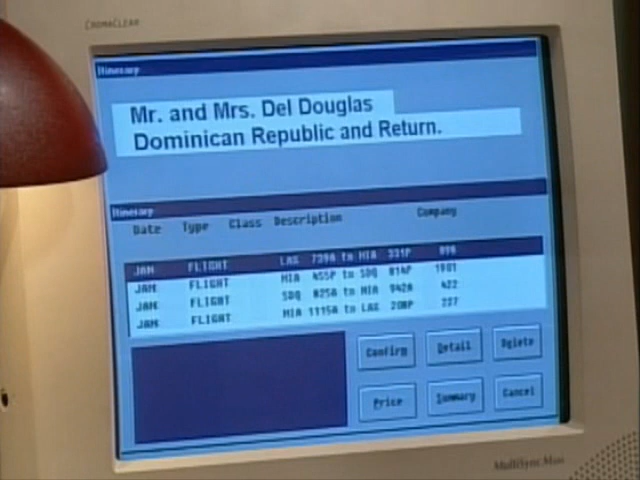 CROMACLEAR
Itinerary
Mr. and Mrs. Del Douglas
Dominican Republic and Return.
Itinerary
Date Type Class Description Company
JAN FLIGHT LAS 739A to MIA 331P 898
JAN FLIGHT MIA 455P to SDQ 814P 1901
JAN FLIGHT SDQ 825A to MIA 942A 422
JAN FLIGHT MIA 1115A to LAS 208P 227
Confirm Detail Delete
Price Summary Cancel
MultiSync